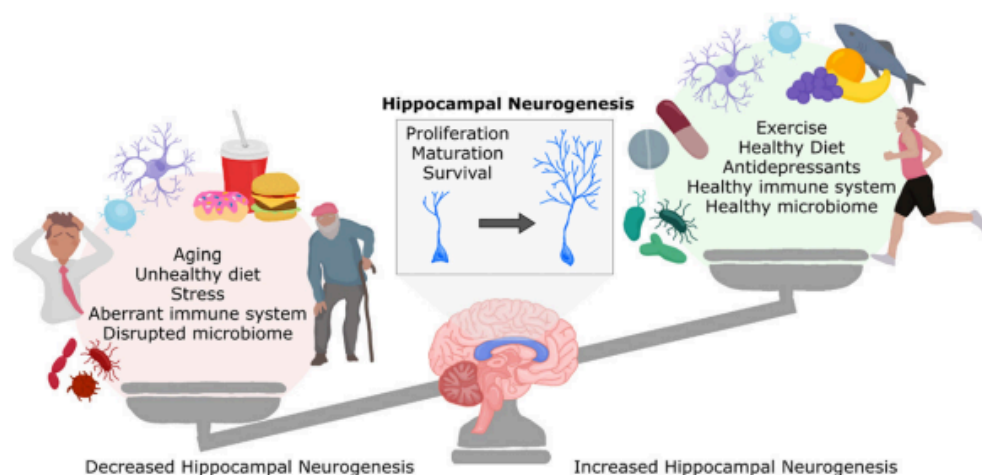 Hippocampal Neurogenesis
Proliferation
Maturation
Survival
Exercise
Healthy Diet
Antidepressants
Healthy immune system
Healthy microbiome
Aging
Unhealthy diet
Stress
Aberrant immune system
Disrupted microbiome
Decreased Hippocampal Neurogenesis
Increased Hippocampal Neurogenesis